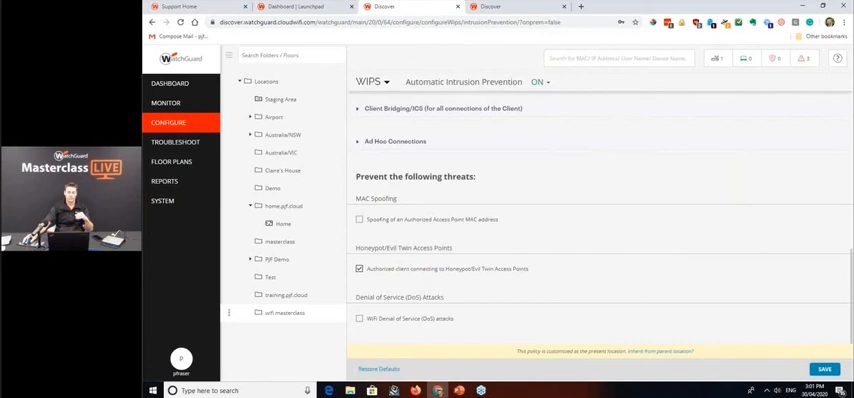 Support Home
Dashboard | Launchpad
Discover
Discover
discover.watchguard.cloudwifi.com/watchguard/main/20/0/64/configure/configureWips/intrusionPrevention/?onprem=false
Compose Mail - pjf...
Other bookmarks
WatchGuard
Search Folders / Floors
Search for MAC/ IP Address/ User Name/ Device Name.
1
0
0
3
DASHBOARD
MONITOR
CONFIGURE
TROUBLESHOOT
FLOOR PLANS
REPORTS
SYSTEM
P
pfraser
Locations
Staging Area
Airport
Australia/NSW
Australia/VIC
Claire's House
Demo
home.pjf.cloud
Home
masterclass
PJF Demo
Test
training.pjf.cloud
wifi masterclass
WIPS
Automatic Intrusion Prevention
ON
Client Bridging/ICS (for all connections of the Client)
Ad Hoc Connections
Prevent the following threats:
MAC Spoofing
Spoofing of an Authorized Access Point MAC address
Honeypot/Evil Twin Access Points
Authorized client connecting to Honeypot/Evil Twin Access Points
Denial of Service (DoS) Attacks
WiFi Denial of Service (DoS) attacks
This policy is customized at the present location. Inherit from parent location?
Restore Defaults
SAVE
WatchGuard
Masterclass LIVE
Type here to search
ENG
3:01 PM
30/04/2020